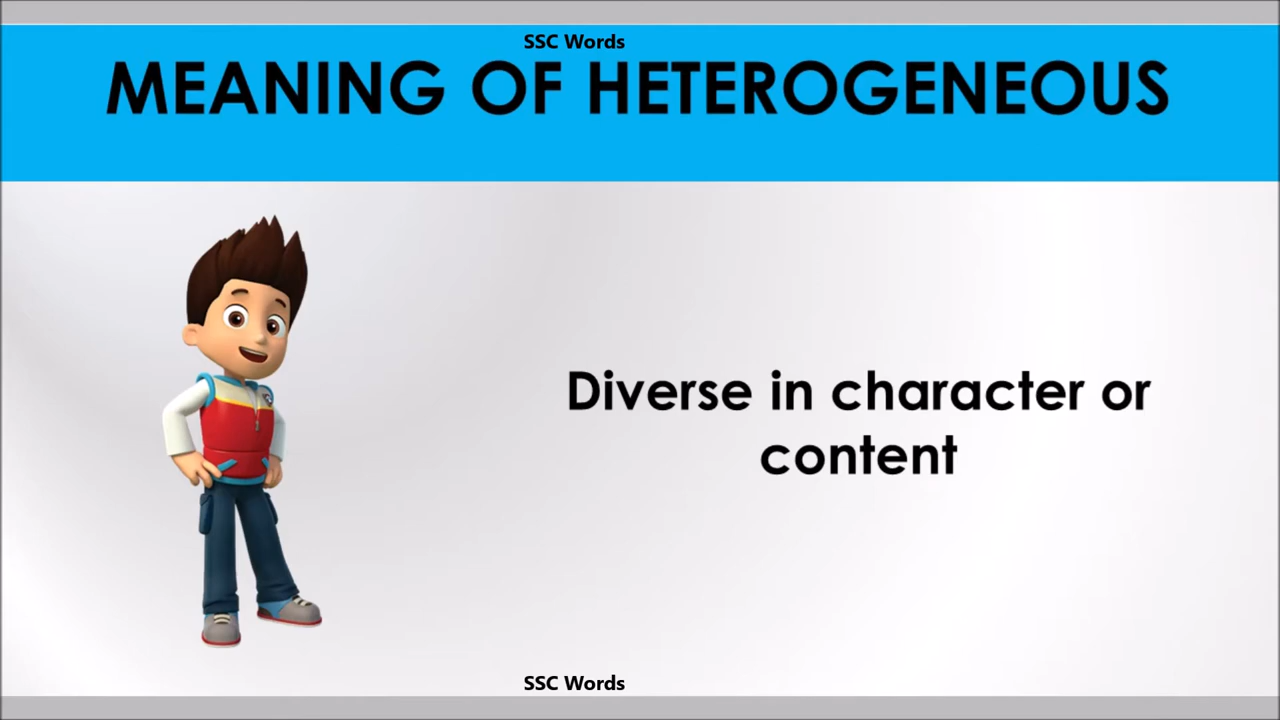 SSC Words
MEANING OF HETEROGENEOUS
Diverse in character or
content
SSC Words